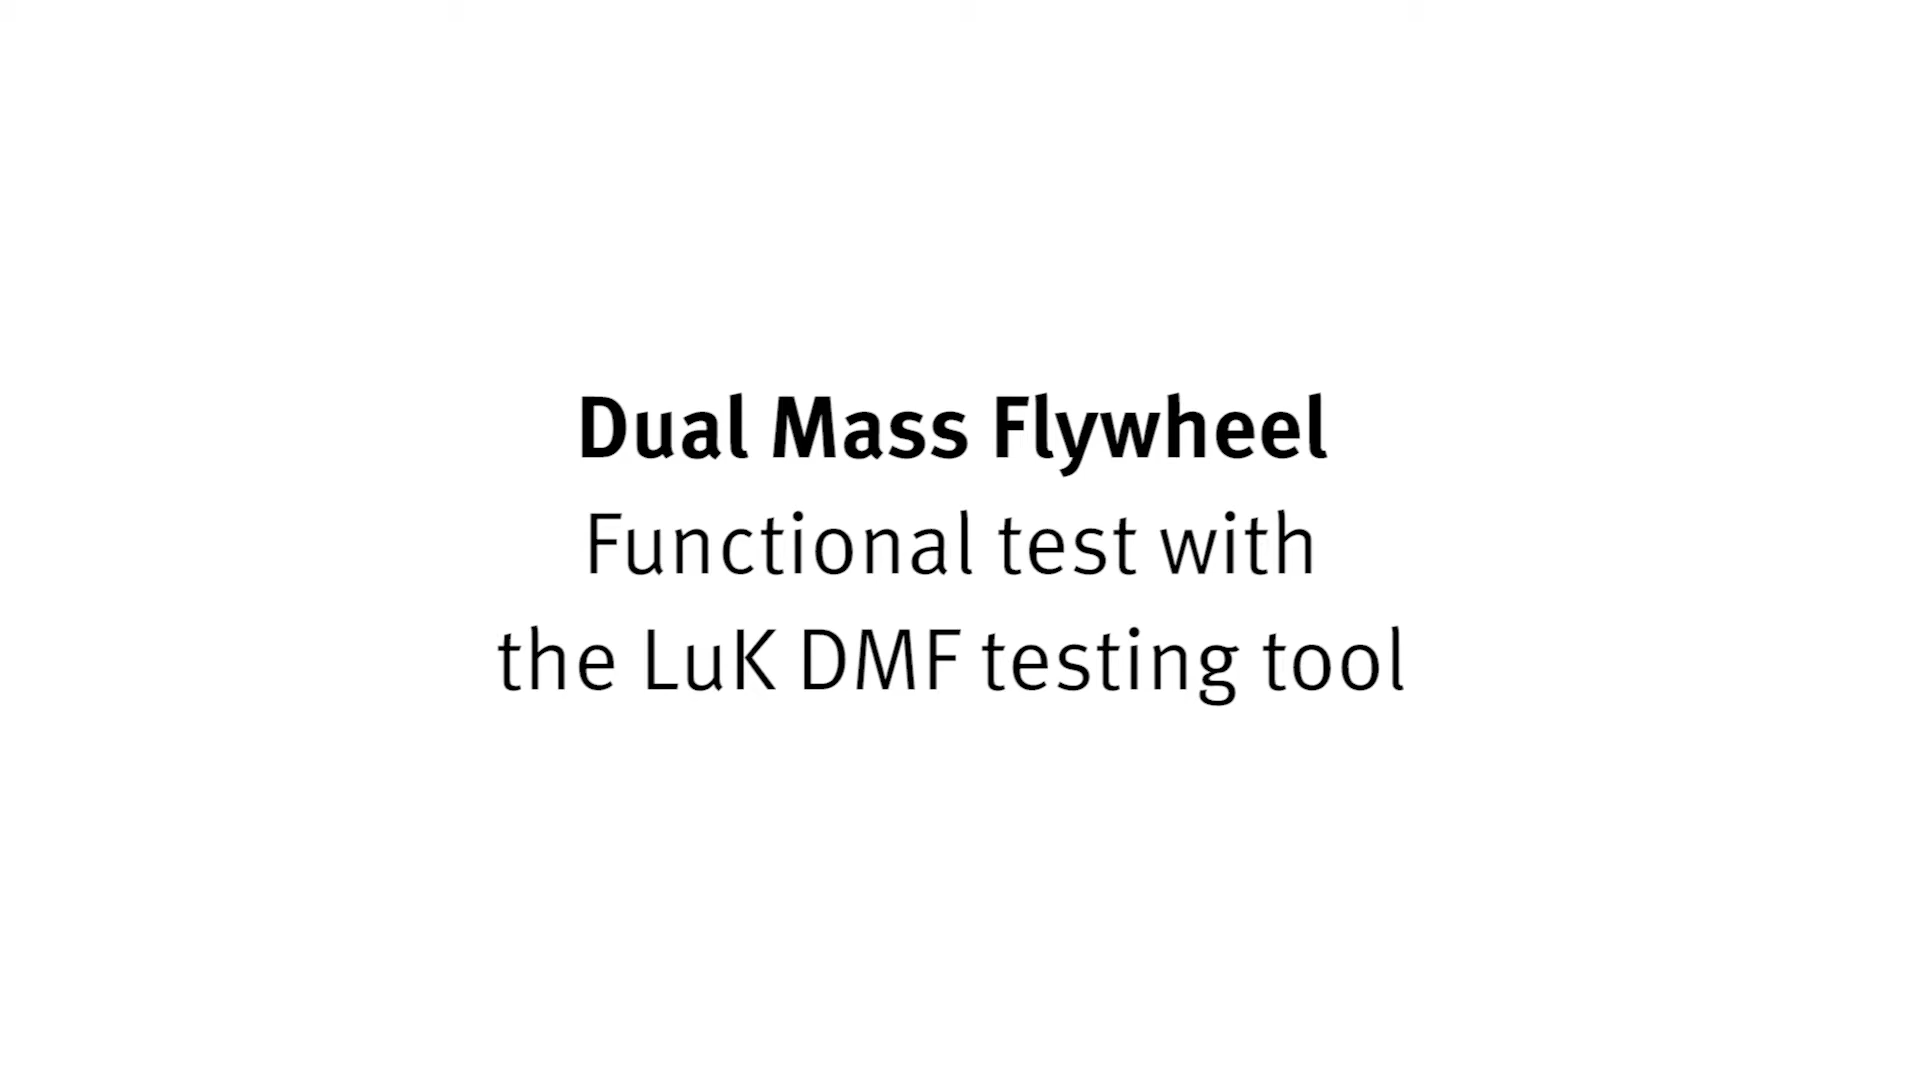 Dual Mass Flywheel
Functional test with
the LuK DMF testing tool